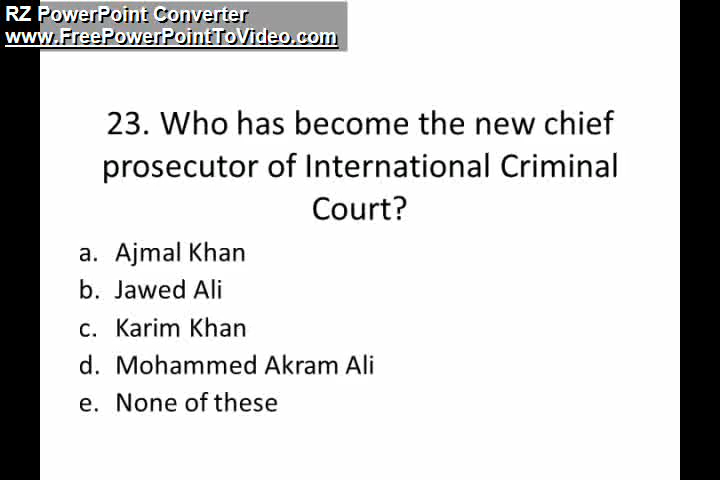 RZ PowerPoint Converter
www.FreePowerPointToVideo.com
23. Who has become the new chief
prosecutor of International Criminal
Court?
a. Ajmal Khan
b. Jawed Ali
c. Karim Khan
d. Mohammed Akram Ali
e. None of these